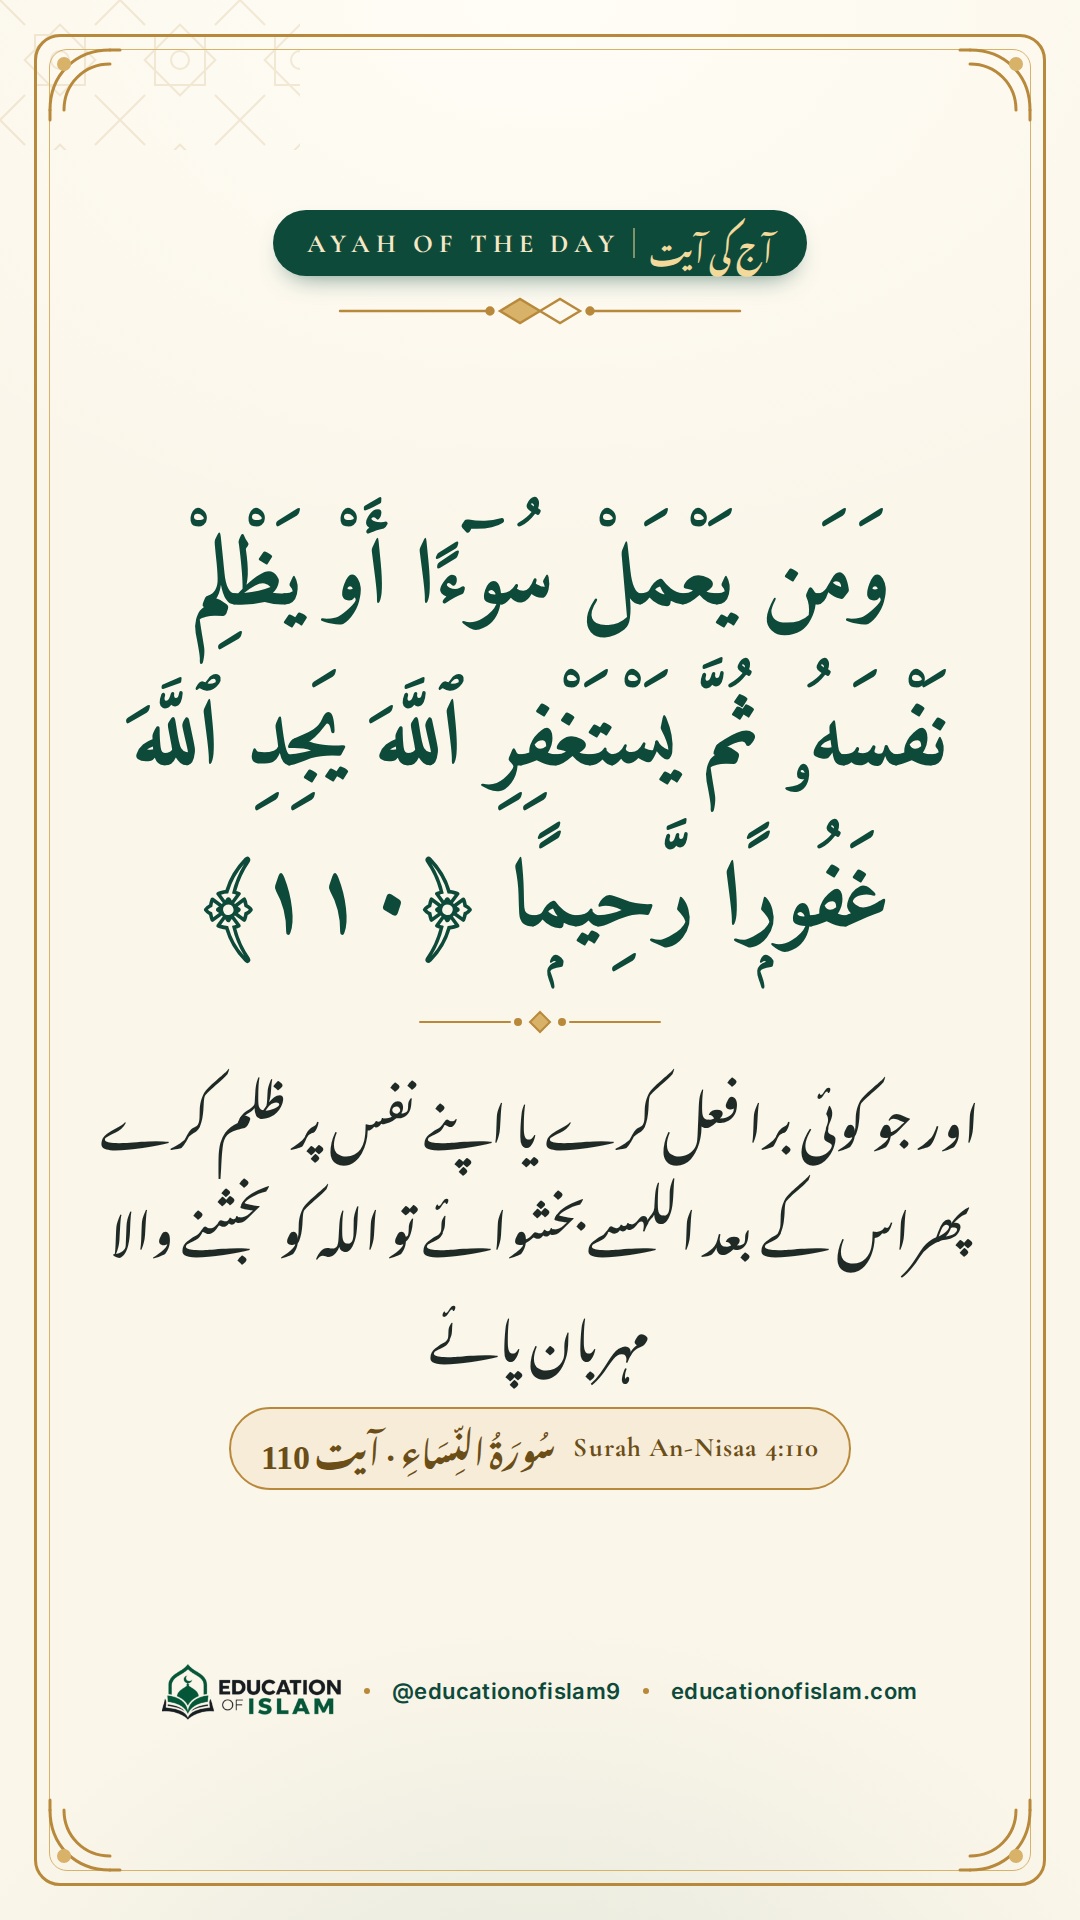 AYAH OF THE DAY | آج کی آیت
وَمَن يَعْمَلْ سُوٓءًا أَوْ يَظْلِمْ
نَفْسَهُۥ ثُمَّ يَسْتَغْفِرِ ٱللَّهَ يَجِدِ ٱللَّهَ
غَفُورًۭا رَّحِيمًۭا ﴿١١٠﴾
اور جو کوئی برا فعل کرے یا اپنے نفس پر ظلم کرے
پھر اس کے بعد اللہسے بخشوائے تو اللہ کو بخشنے والا
مہربان پائے
سُورَةُ النِّسَاءِ · آیت 110 Surah An-Nisaa 4:110
EDUCATION OF ISLAM • @educationofislam9 • educationofislam.com